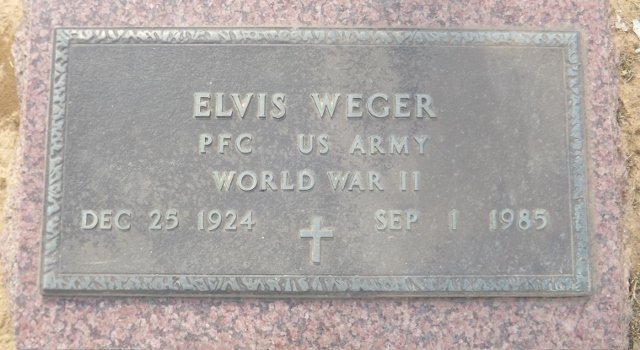 ELVIS WEGER
PFC US ARMY
WORLD WAR II
DEC 25 1924 SEP 1 1985